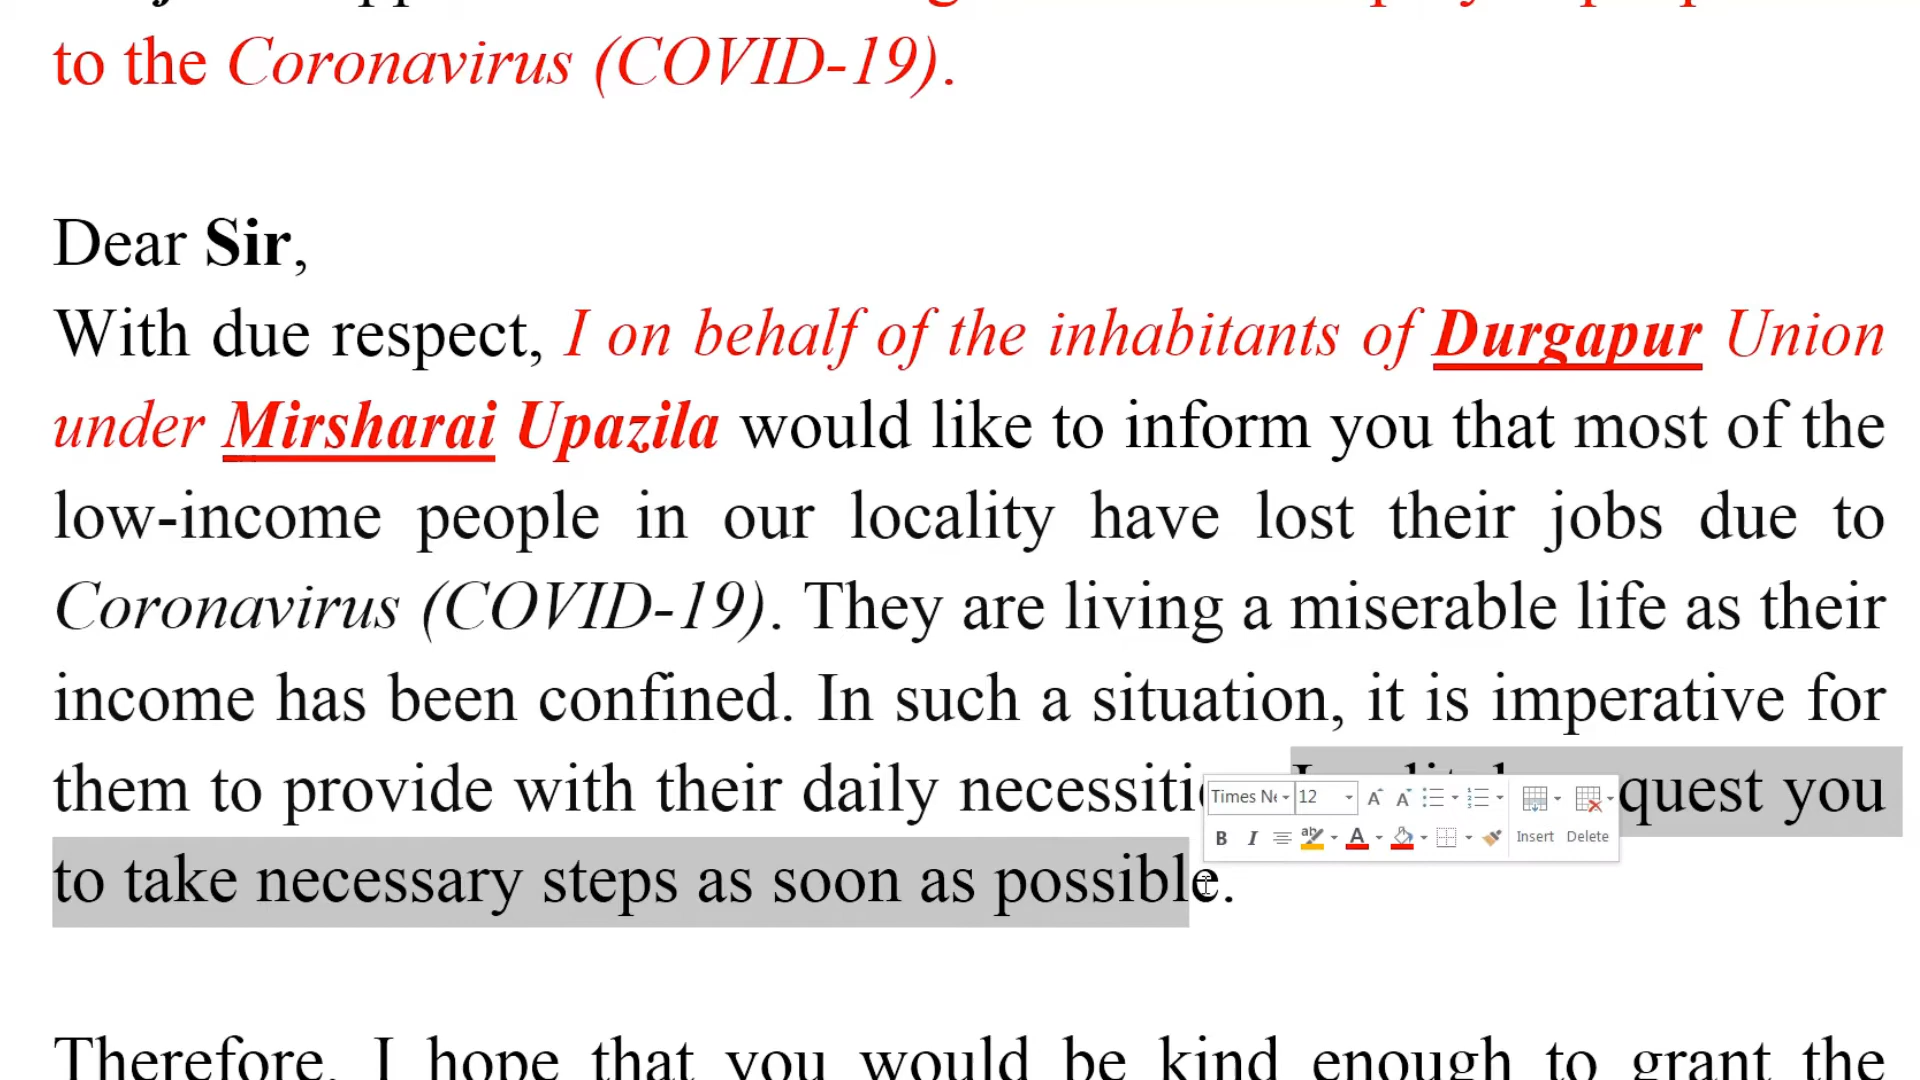 to the Coronavirus (COVID-19).
Dear Sir,
With due respect, I on behalf of the inhabitants of Durgapur Union
under Mirsharai Upazila would like to inform you that most of the
low-income people in our locality have lost their jobs due to
Coronavirus (COVID-19). They are living a miserable life as their
income has been confined. In such a situation, it is imperative for
them to provide with their daily you
Times Ne 12
B I Insert Delete
to take necessary steps as soon as possible.
Therefore, I hope that you would be kind enough to grant the